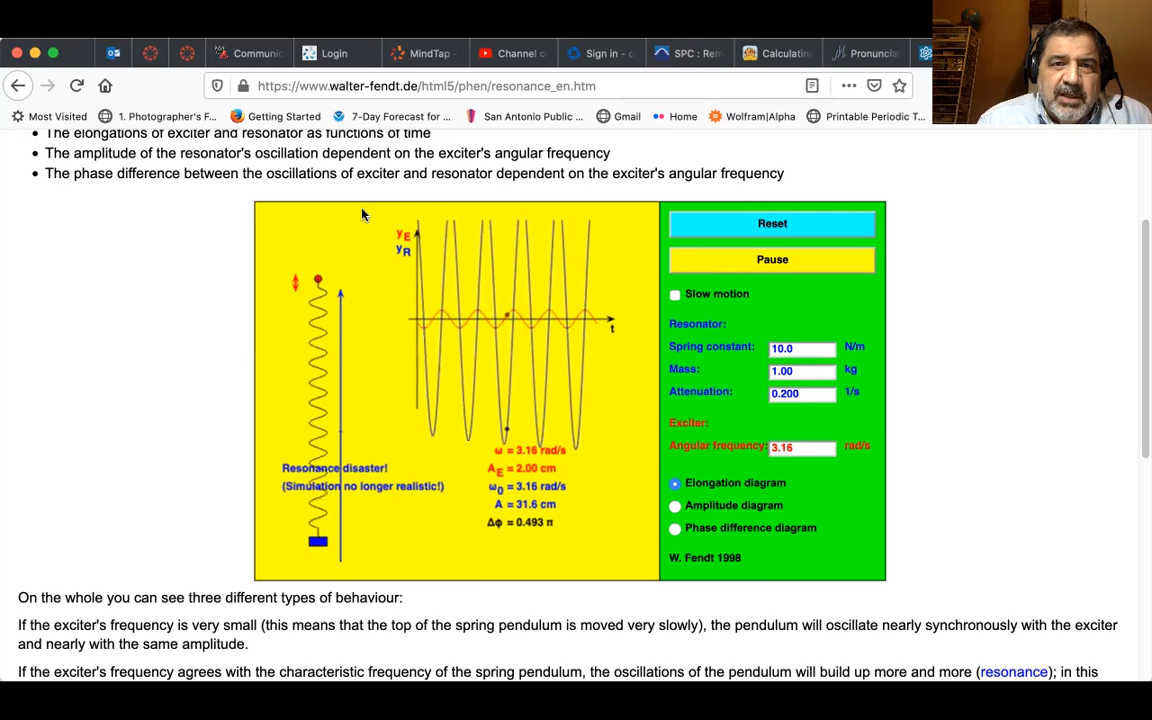 Communic
Login
MindTap -
Channel c
Sign in - c
SPC : Rem
Calculatin
Pronuncial
https://www.walter-fendt.de/html5/phen/resonance_en.htm
Most Visited
1. Photographer's F...
Getting Started
7-Day Forecast for ...
San Antonio Public ...
Gmail
Home
Wolfram|Alpha
Printable Periodic T...
The elongations of exciter and resonator as functions of time
The amplitude of the resonator's oscillation dependent on the exciter's angular frequency
The phase difference between the oscillations of exciter and resonator dependent on the exciter's angular frequency
yE
yR
t
Resonance disaster!
(Simulation no longer realistic!)
ω = 3.16 rad/s
AE = 2.00 cm
ω0 = 3.16 rad/s
A = 31.6 cm
Δφ = 0.493 π
Reset
Pause
Slow motion
Resonator:
Spring constant: 10.0 N/m
Mass: 1.00 kg
Attenuation: 0.200 1/s
Exciter:
Angular frequency: 3.16 rad/s
Elongation diagram
Amplitude diagram
Phase difference diagram
W. Fendt 1998
On the whole you can see three different types of behaviour:
If the exciter's frequency is very small (this means that the top of the spring pendulum is moved very slowly), the pendulum will oscillate nearly synchronously with the exciter
and nearly with the same amplitude.
If the exciter's frequency agrees with the characteristic frequency of the spring pendulum, the oscillations of the pendulum will build up more and more (resonance); in this